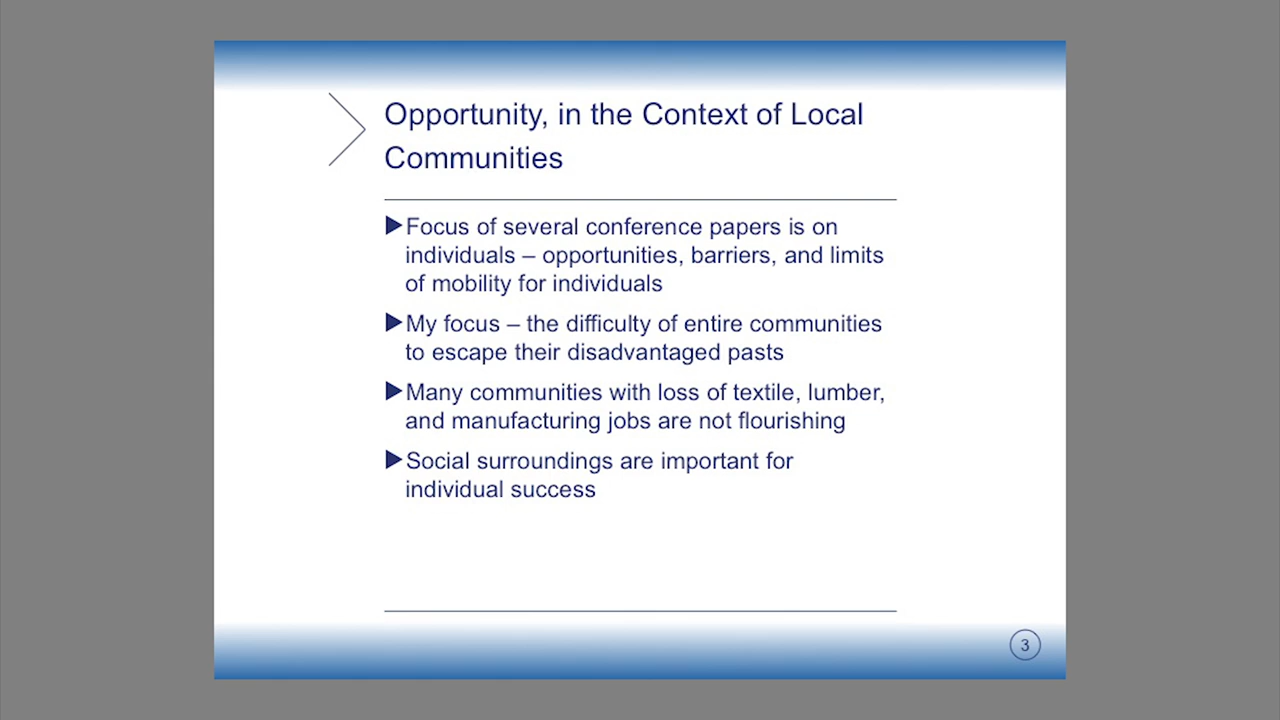 Opportunity, in the Context of Local
Communities
▶Focus of several conference papers is on
individuals – opportunities, barriers, and limits
of mobility for individuals
▶My focus – the difficulty of entire communities
to escape their disadvantaged pasts
▶Many communities with loss of textile, lumber,
and manufacturing jobs are not flourishing
▶Social surroundings are important for
individual success
3